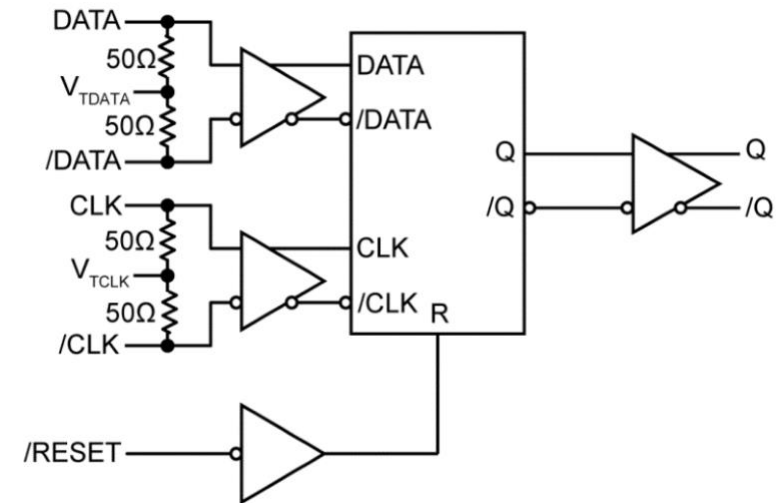 DATA
50Ω
VTDATA
50Ω
/DATA
CLK
50Ω
VTCLK
50Ω
/CLK
/RESET
DATA
/DATA
Q
/Q
CLK
/CLK
R
Q
/Q